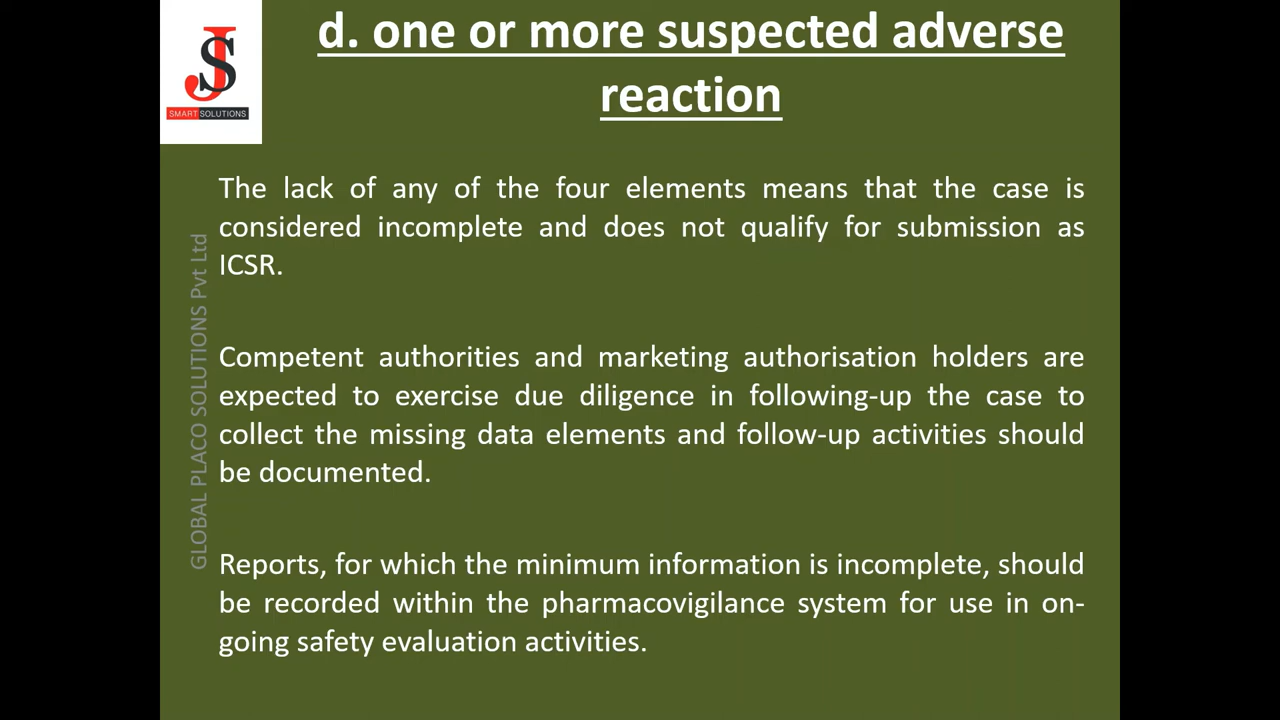 JS
SMART SOLUTIONS
d. one or more suspected adverse
reaction
The lack of any of the four elements means that the case is
considered incomplete and does not qualify for submission as
ICSR.
Competent authorities and marketing authorisation holders are
expected to exercise due diligence in following-up the case to
collect the missing data elements and follow-up activities should
be documented.
Reports, for which the minimum information is incomplete, should
be recorded within the pharmacovigilance system for use in on-
going safety evaluation activities.
GLOBAL PLACO SOLUTIONS Pvt Ltd